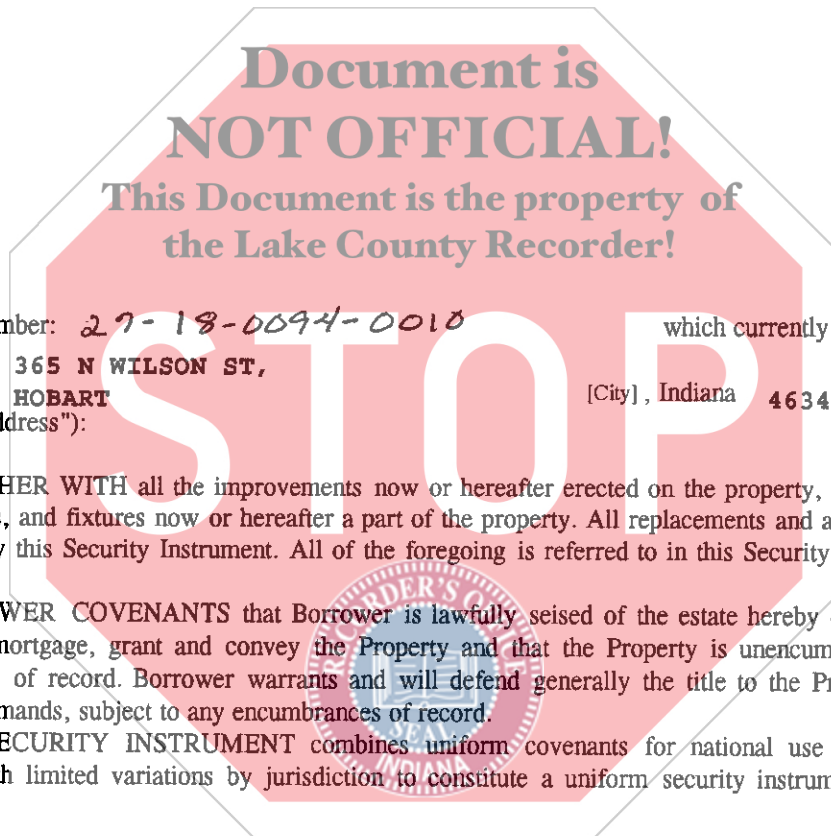 Document is
NOT OFFICIAL!
This Document is the property of
the Lake County Recorder!
mber: 27-18-0094-0010 which currently
365 N WILSON ST,
HOBART [City] , Indiana 4634
ddress"):
STOP
HER WITH all the improvements now or hereafter erected on the property,
, and fixtures now or hereafter a part of the property. All replacements and a
y this Security Instrument. All of the foregoing is referred to in this Security
WER COVENANTS that Borrower is lawfully seised of the estate hereby
mortgage, grant and convey the Property and that the Property is unencum
of record. Borrower warrants and will defend generally the title to the Pr
mands, subject to any encumbrances of record.
ECURITY INSTRUMENT combines uniform covenants for national use
h limited variations by jurisdiction to constitute a uniform security instrum
RECORDER'S OFFICE
SEAL
INDIANA